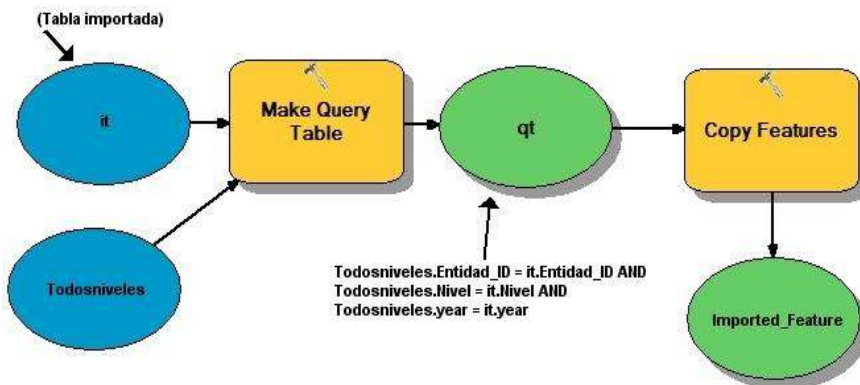 (Tabla importada)
it
Make Query
Table
qt
Copy Features
Todosniveles
Todosniveles.Entidad_ID = it.Entidad_ID AND
Todosniveles.Nivel = it.Nivel AND
Todosniveles.year = it.year
Imported_Feature